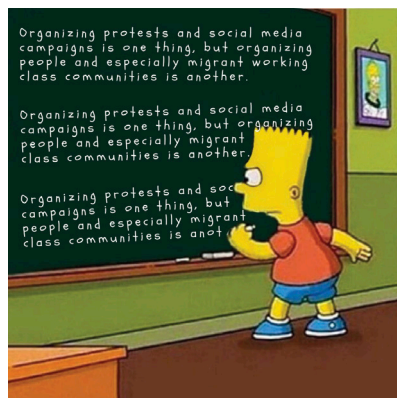 Organizing protests and social media
campaigns is one thing, but organizing
people and especially migrant working
class communities is another.
Organizing protests and social media
campaigns is one thing, but organizing
people and especially migrant
class communities is another.
Organizing protests and soc
campaigns is one thing, but
people and especially migrant
class communities is anot